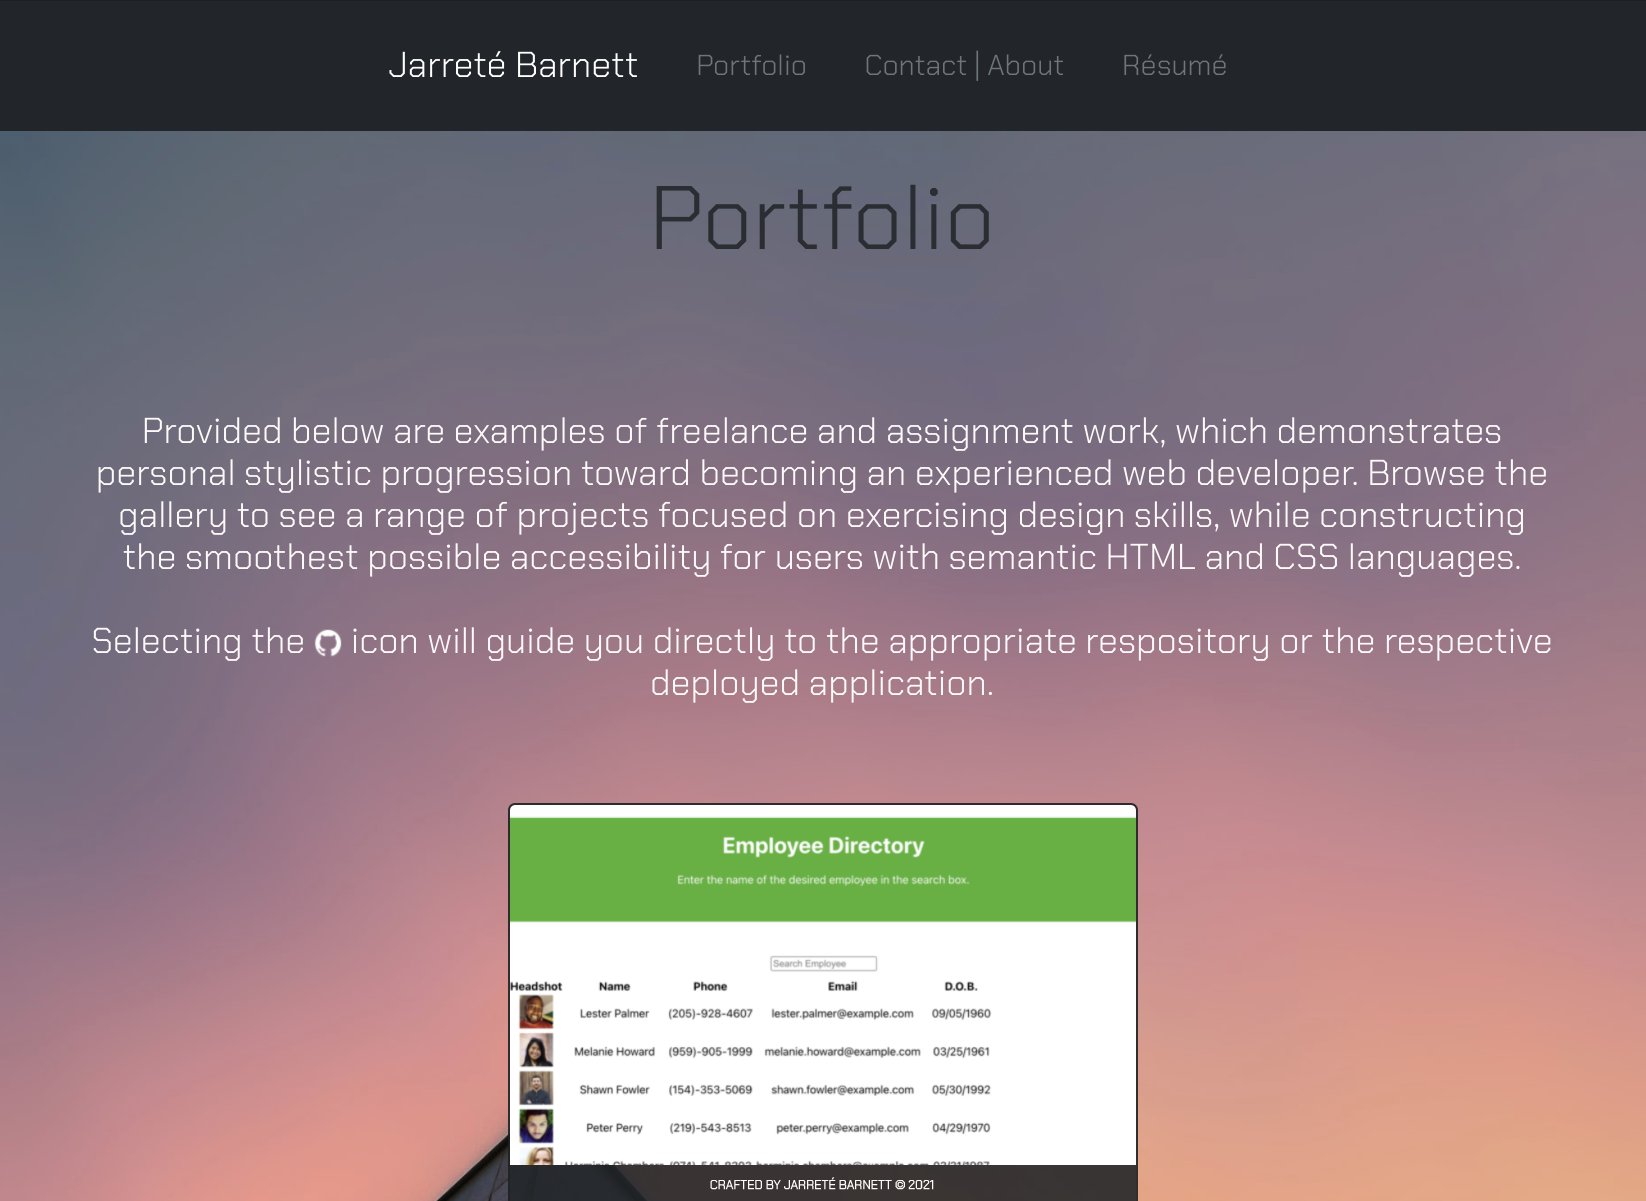 Jarreté Barnett Portfolio Contact | About Résumé
Portfolio
Provided below are examples of freelance and assignment work, which demonstrates
personal stylistic progression toward becoming an experienced web developer. Browse the
gallery to see a range of projects focused on exercising design skills, while constructing
the smoothest possible accessibility for users with semantic HTML and CSS languages.
Selecting the icon will guide you directly to the appropriate respository or the respective
deployed application.
Employee Directory
Enter the name of the desired employee in the search box.
Search Employee
Headshot Name Phone Email D.O.B.
Lester Palmer (205)-928-4607 lester.palmer@example.com 09/05/1960
Melanie Howard (959)-905-1999 melanie.howard@example.com 03/25/1961
Shawn Fowler (154)-353-5069 shawn.fowler@example.com 05/30/1992
Peter Perry (219)-543-8513 peter.perry@example.com 04/29/1970
CRAFTED BY JARRETÉ BARNETT © 2021